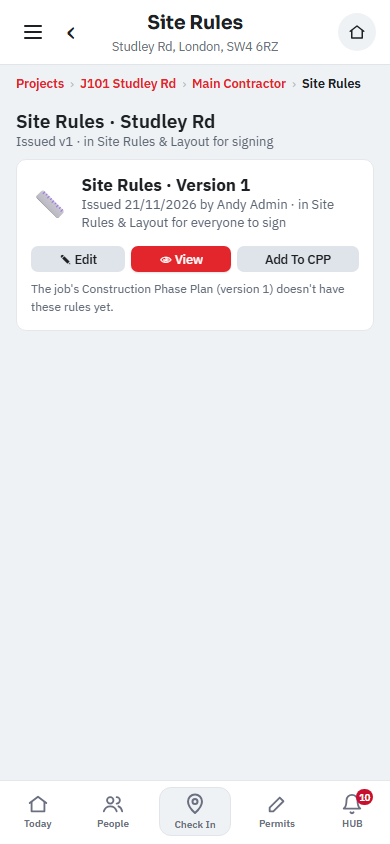 Site Rules
Studley Rd, London, SW4 6RZ
Projects › J101 Studley Rd › Main Contractor › Site Rules
Site Rules · Studley Rd
Issued v1 · in Site Rules & Layout for signing
Site Rules · Version 1
Issued 21/11/2026 by Andy Admin · in Site
Rules & Layout for everyone to sign
Edit
View
Add To CPP
The job's Construction Phase Plan (version 1) doesn't have
these rules yet.
10
Today
People
Check In
Permits
HUB